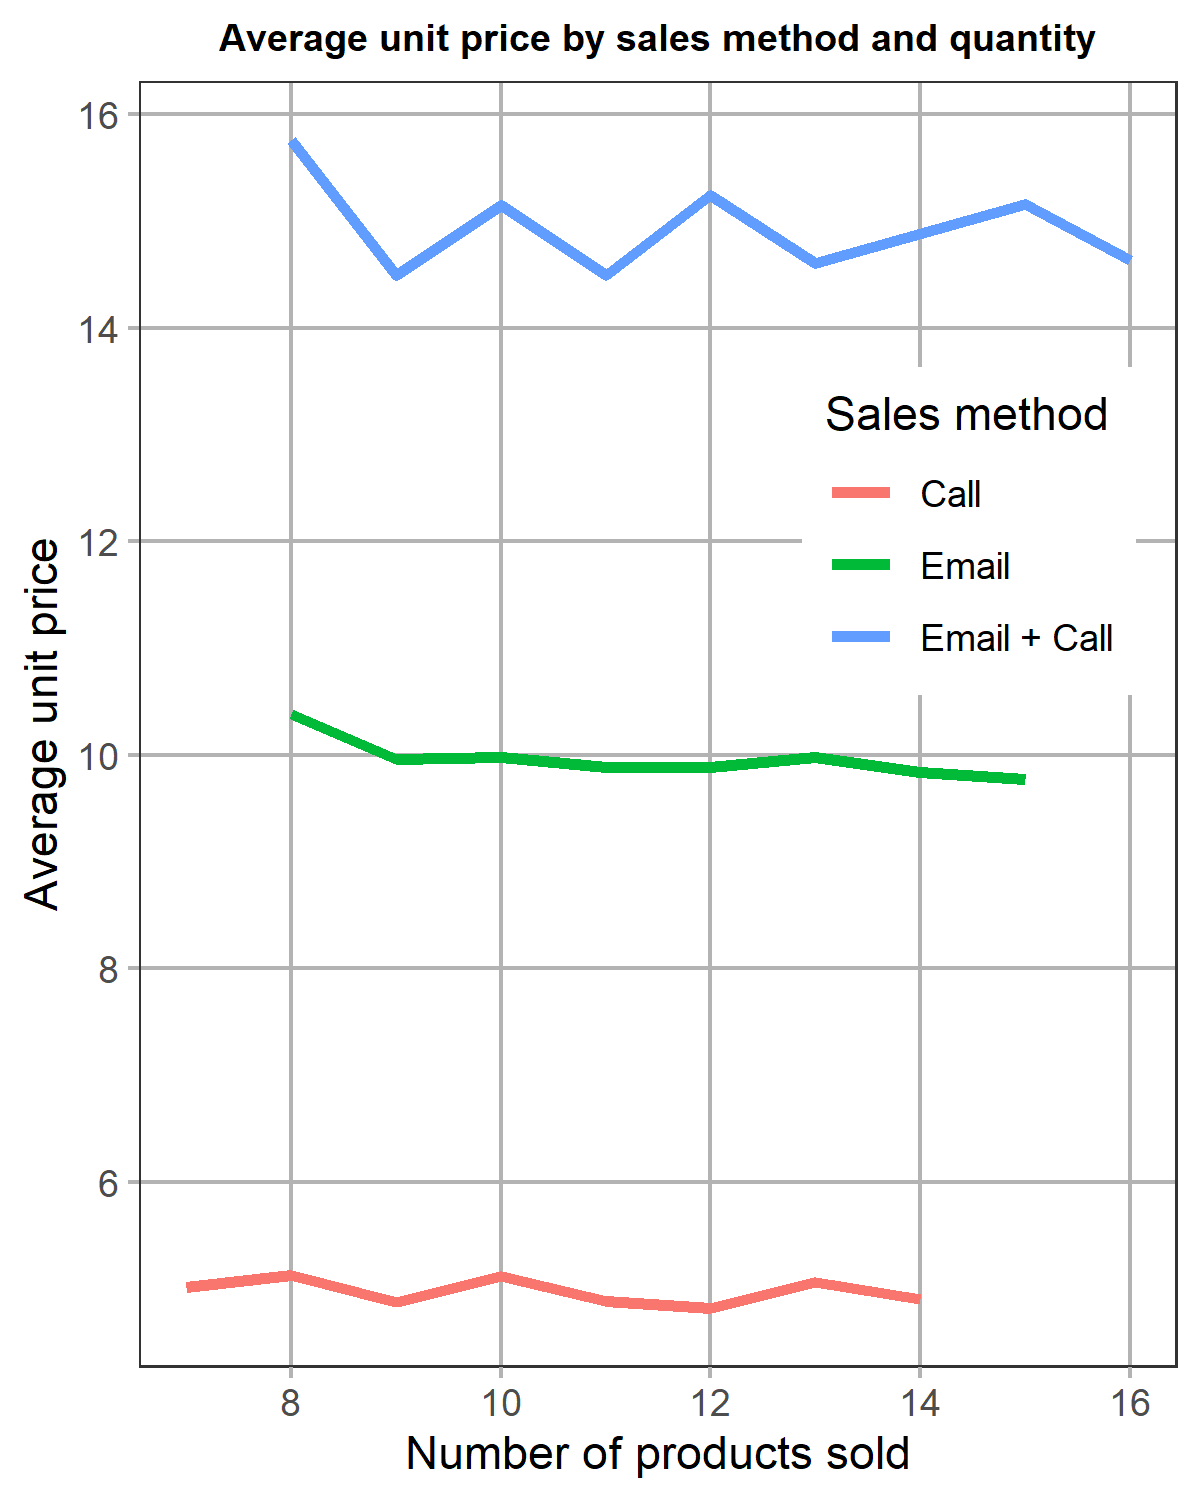 Average unit price by sales method and quantity
16
14
12
10
8
6
Average unit price
Sales method
Call
Email
Email + Call
8 10 12 14 16
Number of products sold